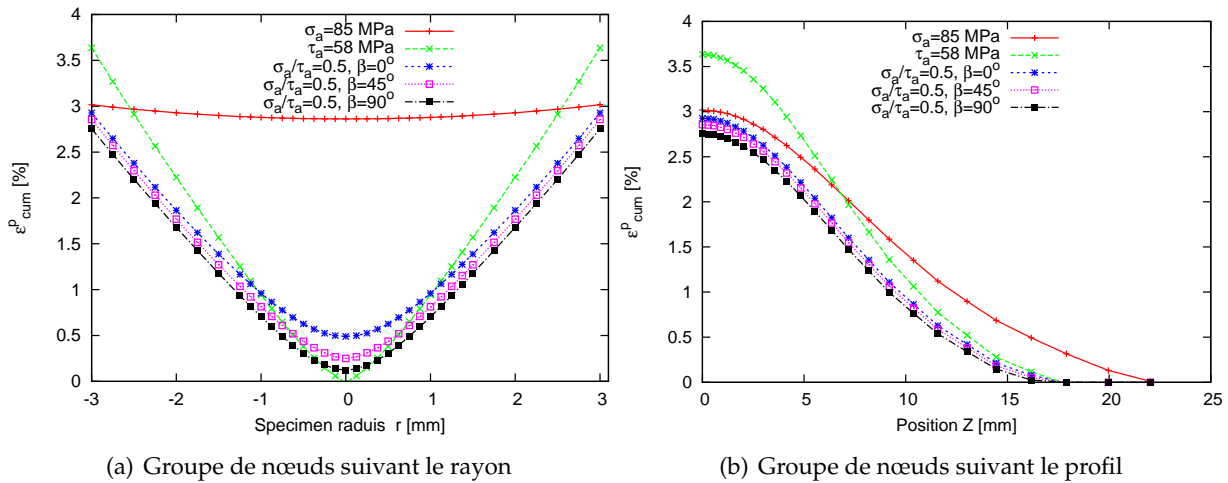 σa=85 MPa
τa=58 MPa
σa/τa=0.5, β=0°
σa/τa=0.5, β=45°
σa/τa=0.5, β=90°
4
3.5
3
2.5
2
1.5
1
0.5
0
εpcum [%]
-3 -2 -1 0 1 2 3
Specimen raduis r [mm]
(a) Groupe de nœuds suivant le rayon
σa=85 MPa
τa=58 MPa
σa/τa=0.5, β=0°
σa/τa=0.5, β=45°
σa/τa=0.5, β=90°
4
3.5
3
2.5
2
1.5
1
0.5
0
εpcum [%]
0 5 10 15 20 25
Position Z [mm]
(b) Groupe de nœuds suivant le profil